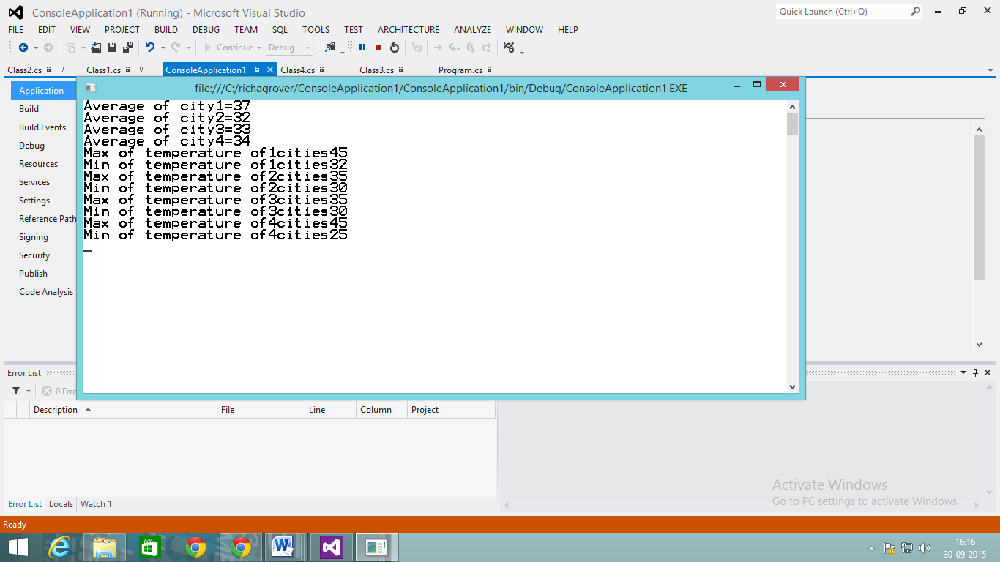 ConsoleApplication1 (Running) - Microsoft Visual Studio
Quick Launch (Ctrl+Q)
FILE EDIT VIEW PROJECT BUILD DEBUG TEAM SQL TOOLS TEST ARCHITECTURE ANALYZE WINDOW HELP
Continue Debug
Class2.cs Class1.cs ConsoleApplication1 Class4.cs Class3.cs Program.cs
file:///C:/richagrover/ConsoleApplication1/ConsoleApplication1/bin/Debug/ConsoleApplication1.EXE
Application
Build
Build Events
Debug
Resources
Services
Settings
Reference Path
Signing
Security
Publish
Code Analysis
Average of city1=37
Average of city2=32
Average of city3=33
Average of city4=34
Max of temperature of1cities45
Min of temperature of1cities32
Max of temperature of2cities35
Min of temperature of2cities30
Max of temperature of3cities35
Min of temperature of3cities30
Max of temperature of4cities45
Min of temperature of4cities25
Error List
0 Erro
Description File Line Column Project
Activate Windows
Go to PC settings to activate Windows.
Error List Locals Watch 1
Ready
16:16
30-09-2015